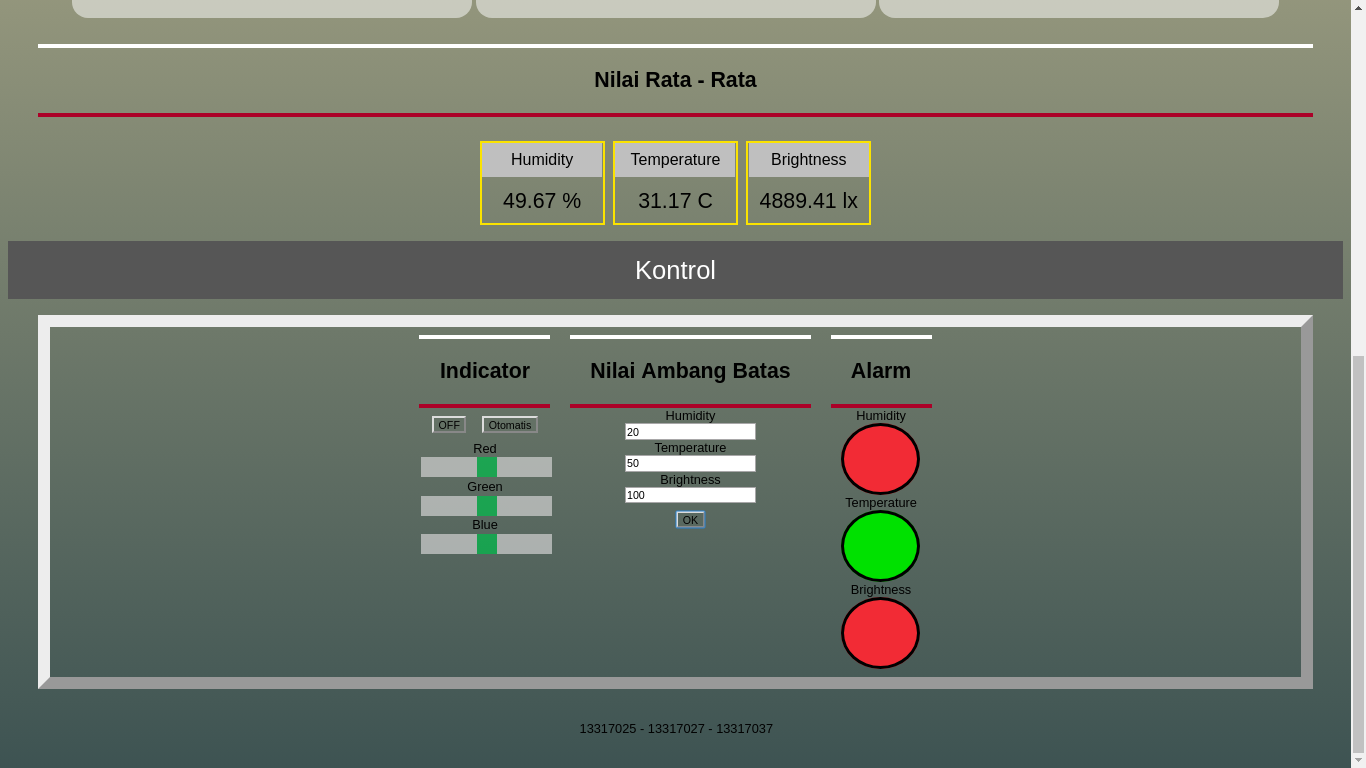 Nilai Rata - Rata
Humidity Temperature Brightness
49.67 % 31.17 C 4889.41 lx
Kontrol
Indicator
OFF Otomatis
Red
Green
Blue
Nilai Ambang Batas
Humidity
20
Temperature
50
Brightness
100
OK
Alarm
Humidity
Temperature
Brightness
13317025 - 13317027 - 13317037